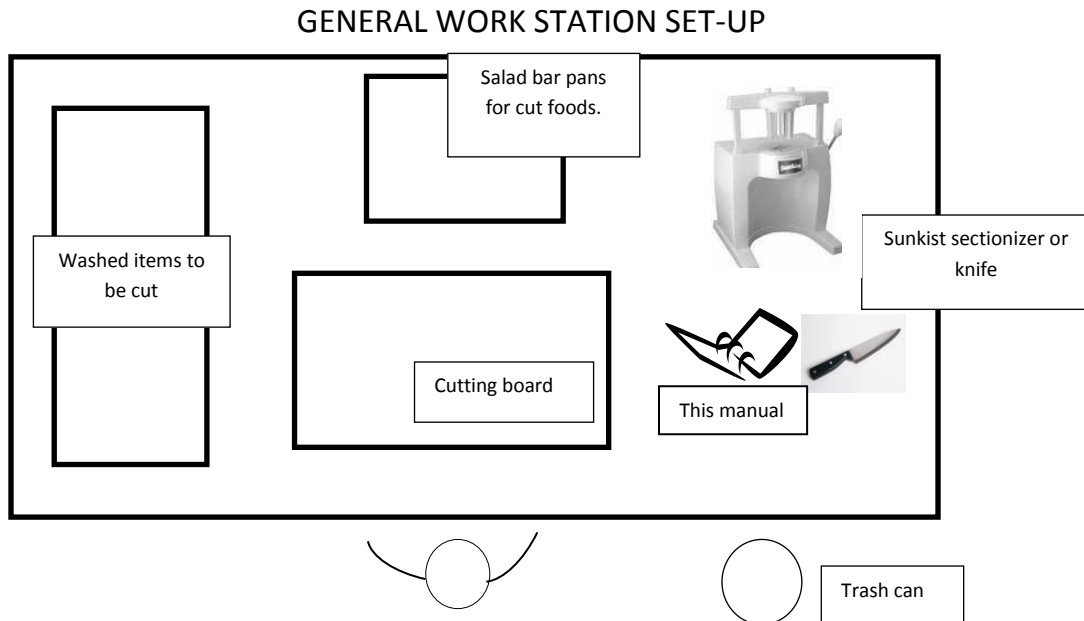 GENERAL WORK STATION SET-UP
Salad bar pans
for cut foods.
Washed items to
be cut
Sunkist sectionizer or
knife
Cutting board
This manual
Trash can